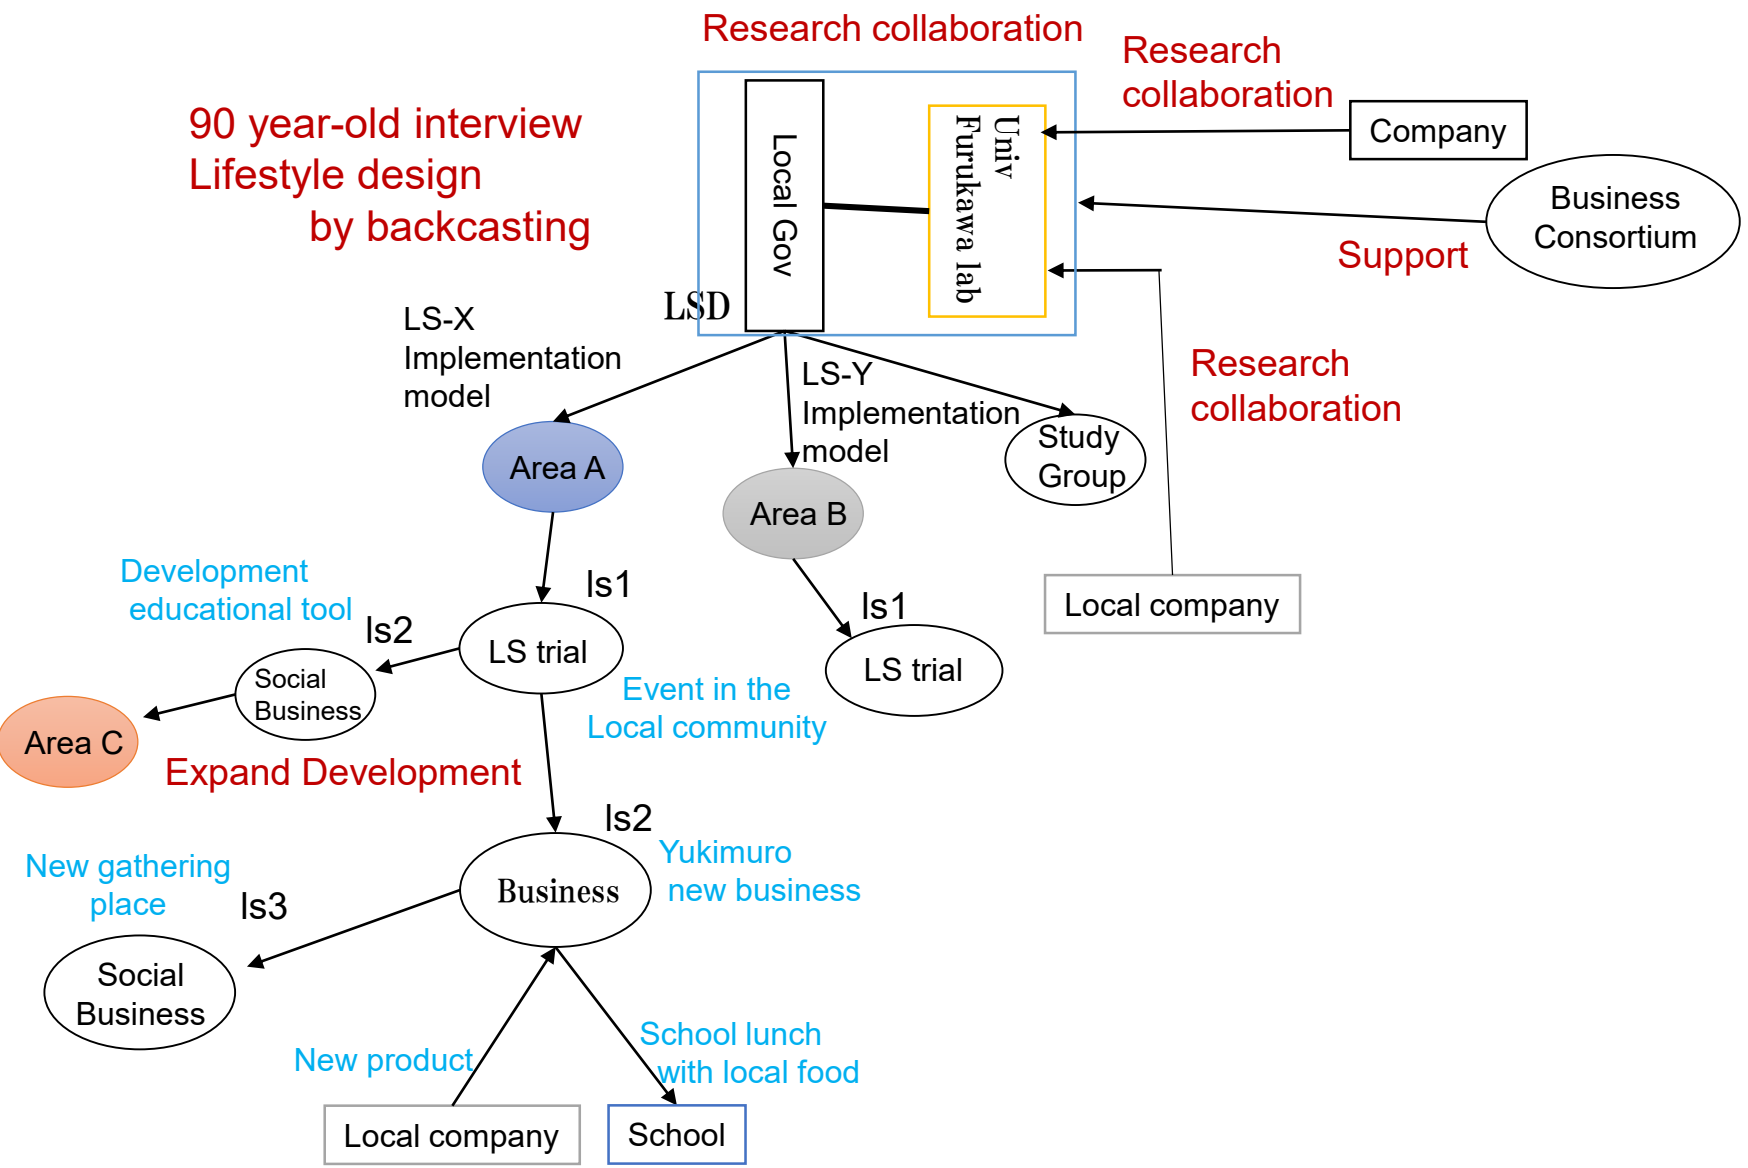 Research collaboration
Research
collaboration
90 year-old interview
Lifestyle design
by backcasting
Local Gov
Univ
Furukawa lab
Company
Business
Consortium
Support
LSD
LS-X
Implementation
model
LS-Y
Implementation
model
Research
collaboration
Area A
Study
Group
Area B
Development
educational tool
ls1
ls1
Local company
ls2
LS trial
LS trial
Social
Business
Event in the
Local community
Area C
Expand Development
ls2
Yukimuro
new business
New gathering
place
ls3
Business
Social
Business
School lunch
with local food
New product
Local company
School